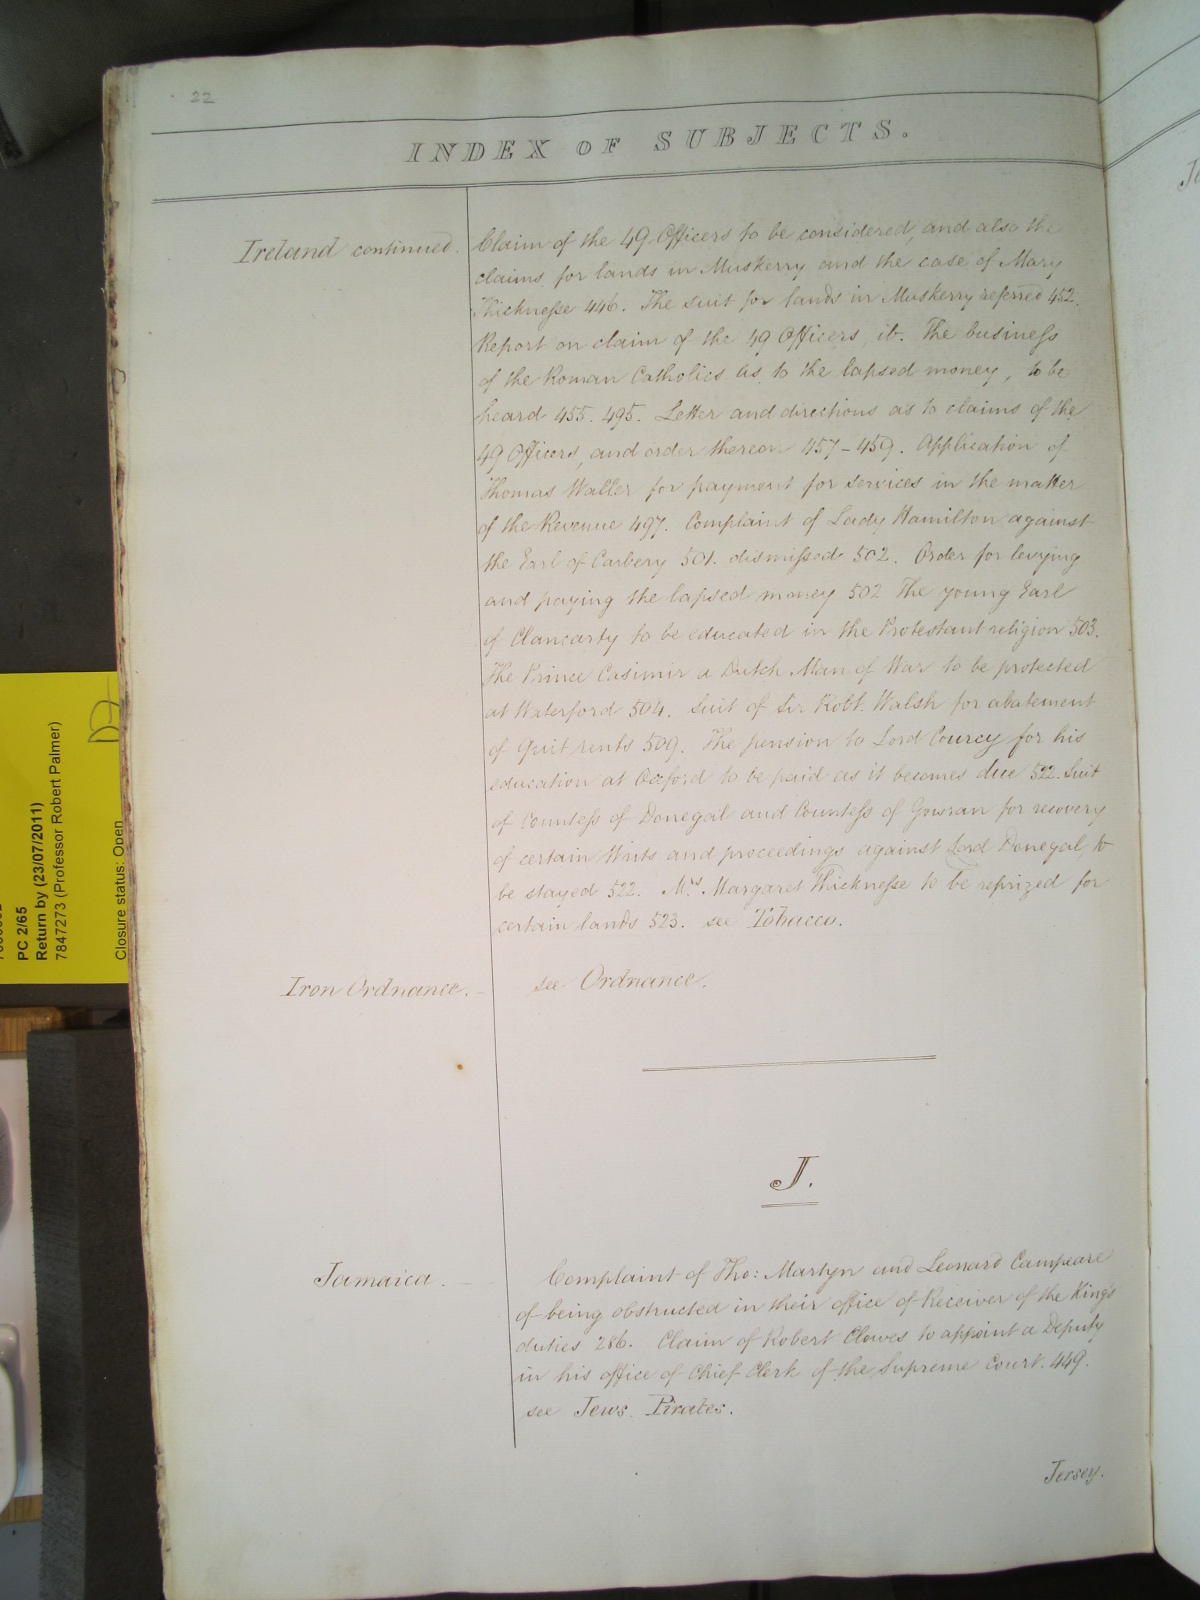 22
INDEX OF SUBJECTS.
Ireland continued.
Claim of the 49 Officers to be considered, and also the
claims for lands in Muskerry and the case of Mary
Thicknesse 446. The suit for lands in Muskerry referred 452.
Report on claim of the 49 Officers, ib. The business
of the Roman Catholics as to the lapsed money, to be
heard 455. 495. Letter and directions as to claims of the
49 Officers, and order thereon 457-459. Application of
Thomas Waller for payment for services in the matter
of the Revenue 497. Complaint of Lady Hamilton against
the Earl of Carbery 501. dismissed 502. Order for levying
and paying the lapsed money 502 The young Earl
of Clancarty to be educated in the Protestant religion 503.
The Prince Casimir a Dutch Man of War to be protected
at Waterford 504. Suit of Sir Robt. Walsh for abatement
of Quit rents 509. The pension to Lord Courcy for his
education at Oxford to be paid as it becomes due 522. Suit
of Countess of Donegal and Countess of Gowran for recovery
of certain Writs and proceedings against Lord Donegal, to
be stayed 522. Mrs Margaret Thicknesse to be reprized for
certain lands 523. see Tobacco.
Iron Ordnance. - see Ordnance.
J.
Jamaica. -
Complaint of Tho: Martyn and Leonard Campeare
of being obstructed in their office of Receiver of the King's
duties 286. Claim of Robert Clowes to appoint a Deputy
in his office of Chief Clerk of the Supreme Court. 449.
see Jews. Pirates.
Jersey.
PC 2/65
Return by (23/07/2011)
7847273 (Professor Robert Palmer)
Closure status: Open